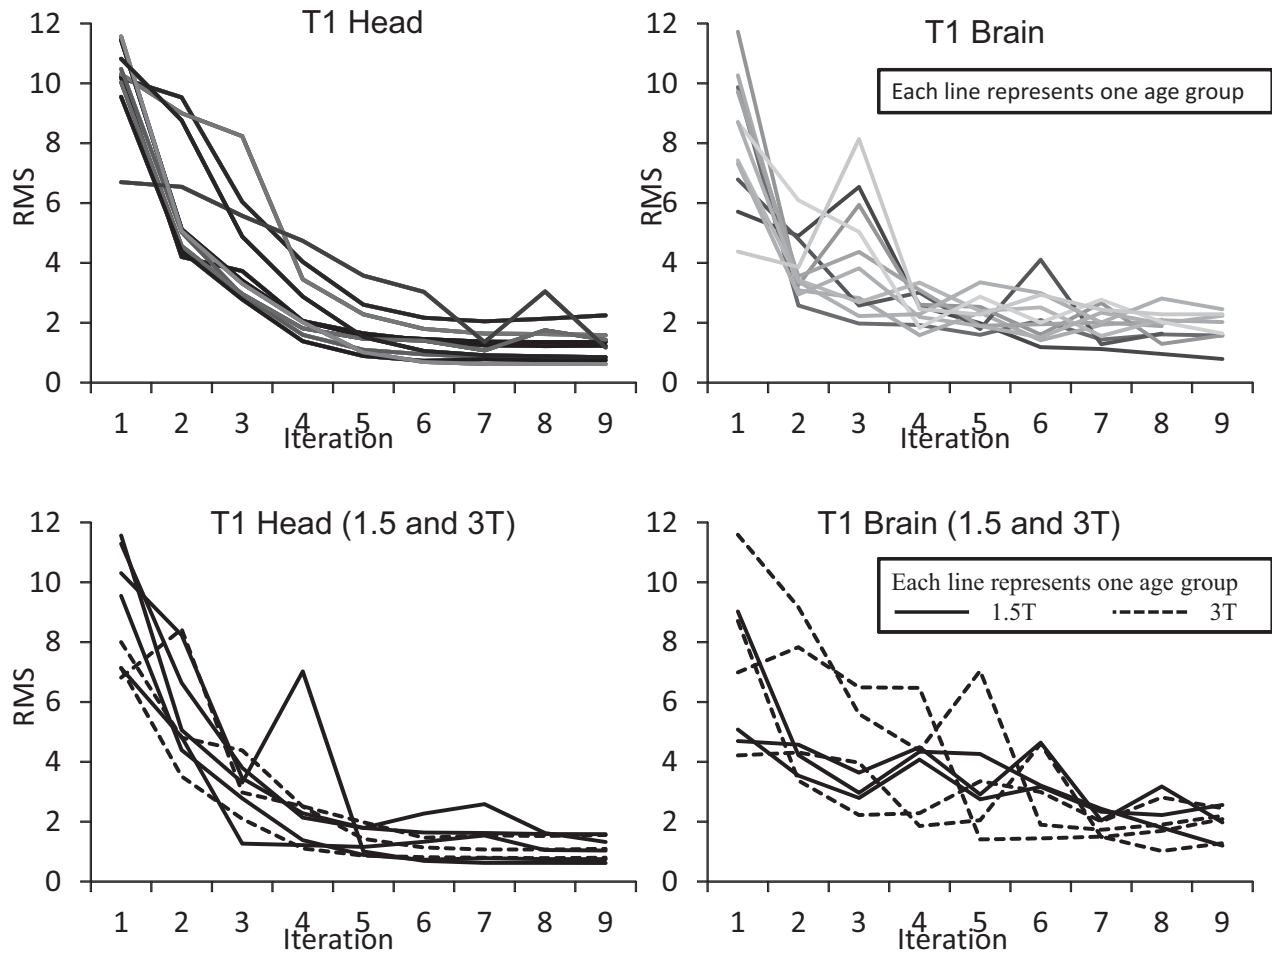 T1 Head
12
10
8
6
4
2
0
RMS
1 2 3 4 5 6 7 8 9
Iteration
T1 Brain
Each line represents one age group
12
10
8
6
4
2
0
RMS
1 2 3 4 5 6 7 8 9
Iteration
T1 Head (1.5 and 3T)
12
10
8
6
4
2
0
RMS
1 2 3 4 5 6 7 8 9
Iteration
T1 Brain (1.5 and 3T)
Each line represents one age group
1.5T 3T
12
10
8
6
4
2
0
RMS
1 2 3 4 5 6 7 8 9
Iteration